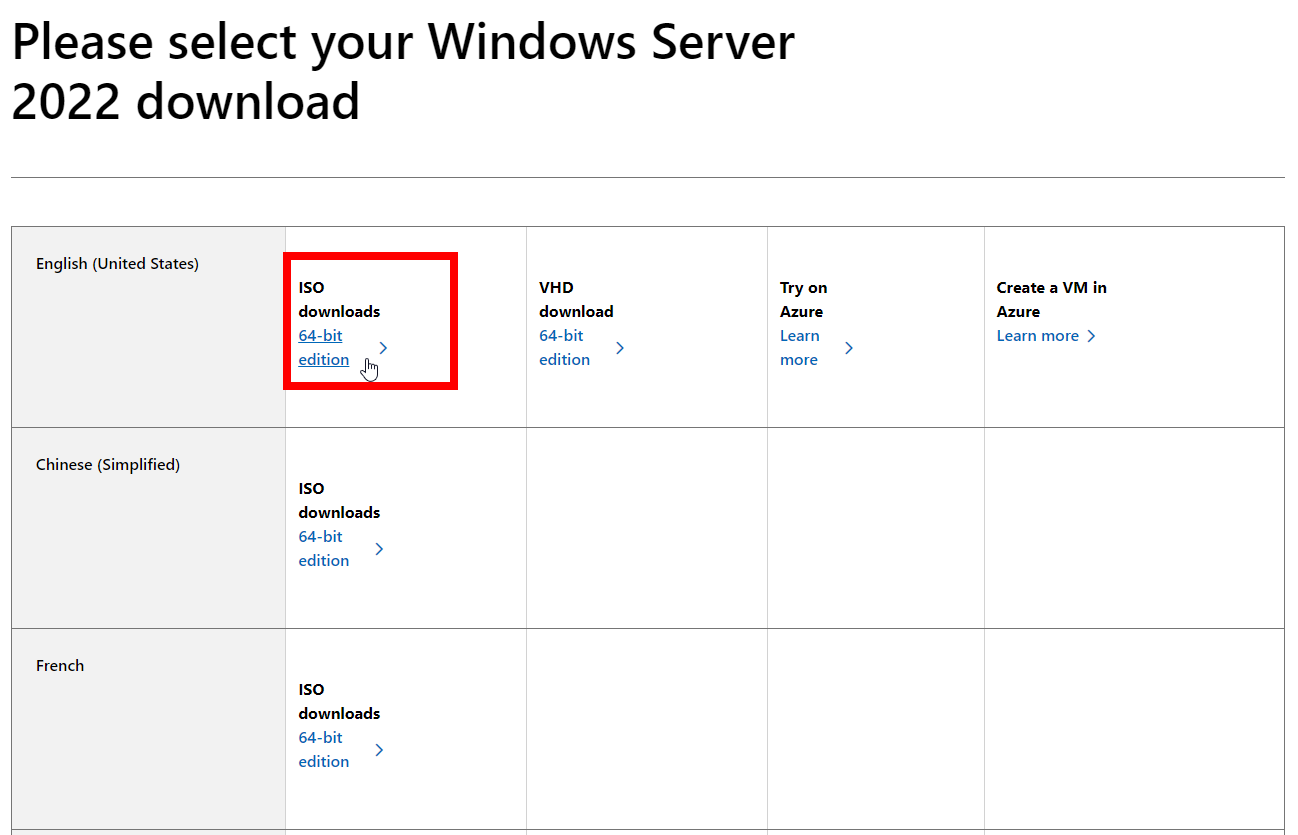 Please select your Windows Server
2022 download
English (United States)
ISO
downloads
64-bit
edition
VHD
download
64-bit
edition
Try on
Azure
Learn
more
Create a VM in
Azure
Learn more
Chinese (Simplified)
ISO
downloads
64-bit
edition
French
ISO
downloads
64-bit
edition